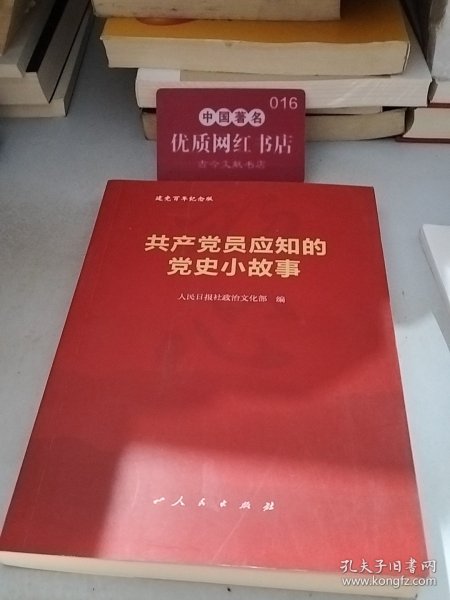 016
中国著名
优质网红书店
古今文献书店
建党百年纪念版
共产党员应知的
党史小故事
人民日报社政治文化部 编
人民出版社
孔夫子旧书网
www.kongfz.com